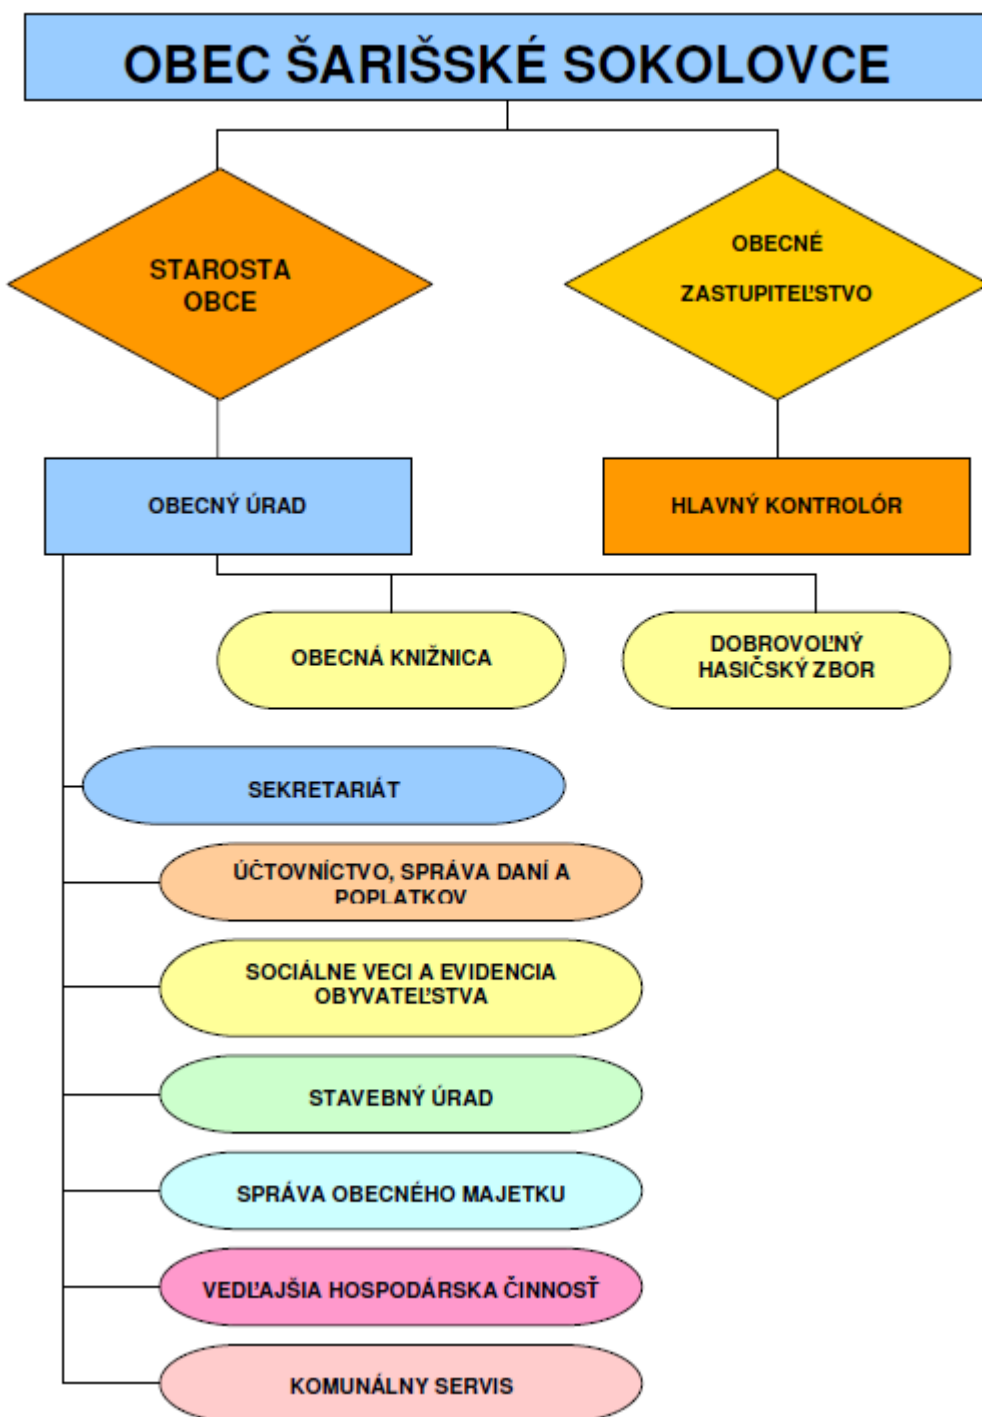 OBEC ŠARIŠSKÉ SOKOLOVCE
STAROSTA
OBCE
OBECNÉ
ZASTUPITEĽSTVO
OBECNÝ ÚRAD
HLAVNÝ KONTROLÓR
OBECNÁ KNIŽNICA
DOBROVOĽNÝ
HASIČSKÝ ZBOR
SEKRETARIÁT
ÚČTOVNÍCTVO, SPRÁVA DANÍ A
POPLATKOV
SOCIÁLNE VECI A EVIDENCIA
OBYVATEĽSTVA
STAVEBNÝ ÚRAD
SPRÁVA OBECNÉHO MAJETKU
VEDĽAJŠIA HOSPODÁRSKA ČINNOSŤ
KOMUNÁLNY SERVIS